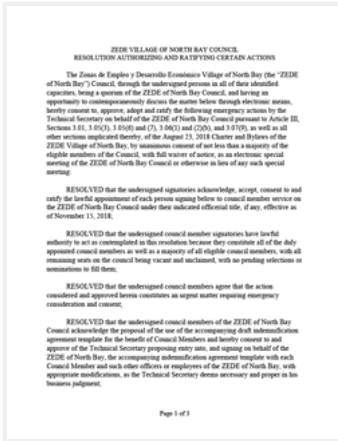 ZEDE VILLAGE OF NORTH BAY COUNCIL
RESOLUTION AUTHORIZING AND RATIFYING CERTAIN ACTIONS
The Zonas de Empleo y Desarrollo Económico Village of North Bay (the “ZEDE
of North Bay”) Council, through the undersigned persons in all of their identified
capacities, being a quorum of the ZEDE of North Bay Council, and having an
opportunity to contemporaneously discuss the matter below through electronic means,
hereby consent to, approve, adopt and ratify the following emergency actions by the
Technical Secretary on behalf of the ZEDE of North Bay Council pursuant to Article III,
Sections 3.01, 3.05(3), 3.05(6) and (7), 3.06(1) and (2)(b), and 3.07(9), as well as all
other sections implicated thereby, of the August 23, 2018 Charter and Bylaws of the
ZEDE Village of North Bay, by unanimous consent of not less than a majority of the
eligible members of the Council, with full waiver of notice, as an electronic special
meeting of the ZEDE of North Bay Council or otherwise in lieu of any such special
meeting:
RESOLVED that the undersigned signatories acknowledge, accept, consent to and
ratify the lawful appointment of each person signing below to council member service on
the ZEDE of North Bay Council under their indicated official title, if any, effective as
of November 15, 2018;
RESOLVED that the undersigned council member signatories have lawful
authority to act as contemplated in this resolution because they constitute all of the duly
appointed council members as well as a majority of all eligible council members, with all
remaining seats on the council being vacant and unclaimed, with no pending selections or
nominations to fill them;
RESOLVED that the undersigned council members agree that the action
considered and approved herein constitutes an urgent matter requiring emergency
consideration and consent;
RESOLVED that the undersigned council members of the ZEDE of North Bay
Council acknowledge the proposal of the use of the accompanying draft indemnification
agreement template for the benefit of Council Members and hereby consent to and
approve of the Technical Secretary proposing entry into, and signing on behalf of the
ZEDE of North Bay, the accompanying indemnification agreement template with each
Council Member and such other officers or employees of the ZEDE of North Bay, with
appropriate modifications, as the Technical Secretary deems necessary and proper in his
business judgment;
Page 1 of 3